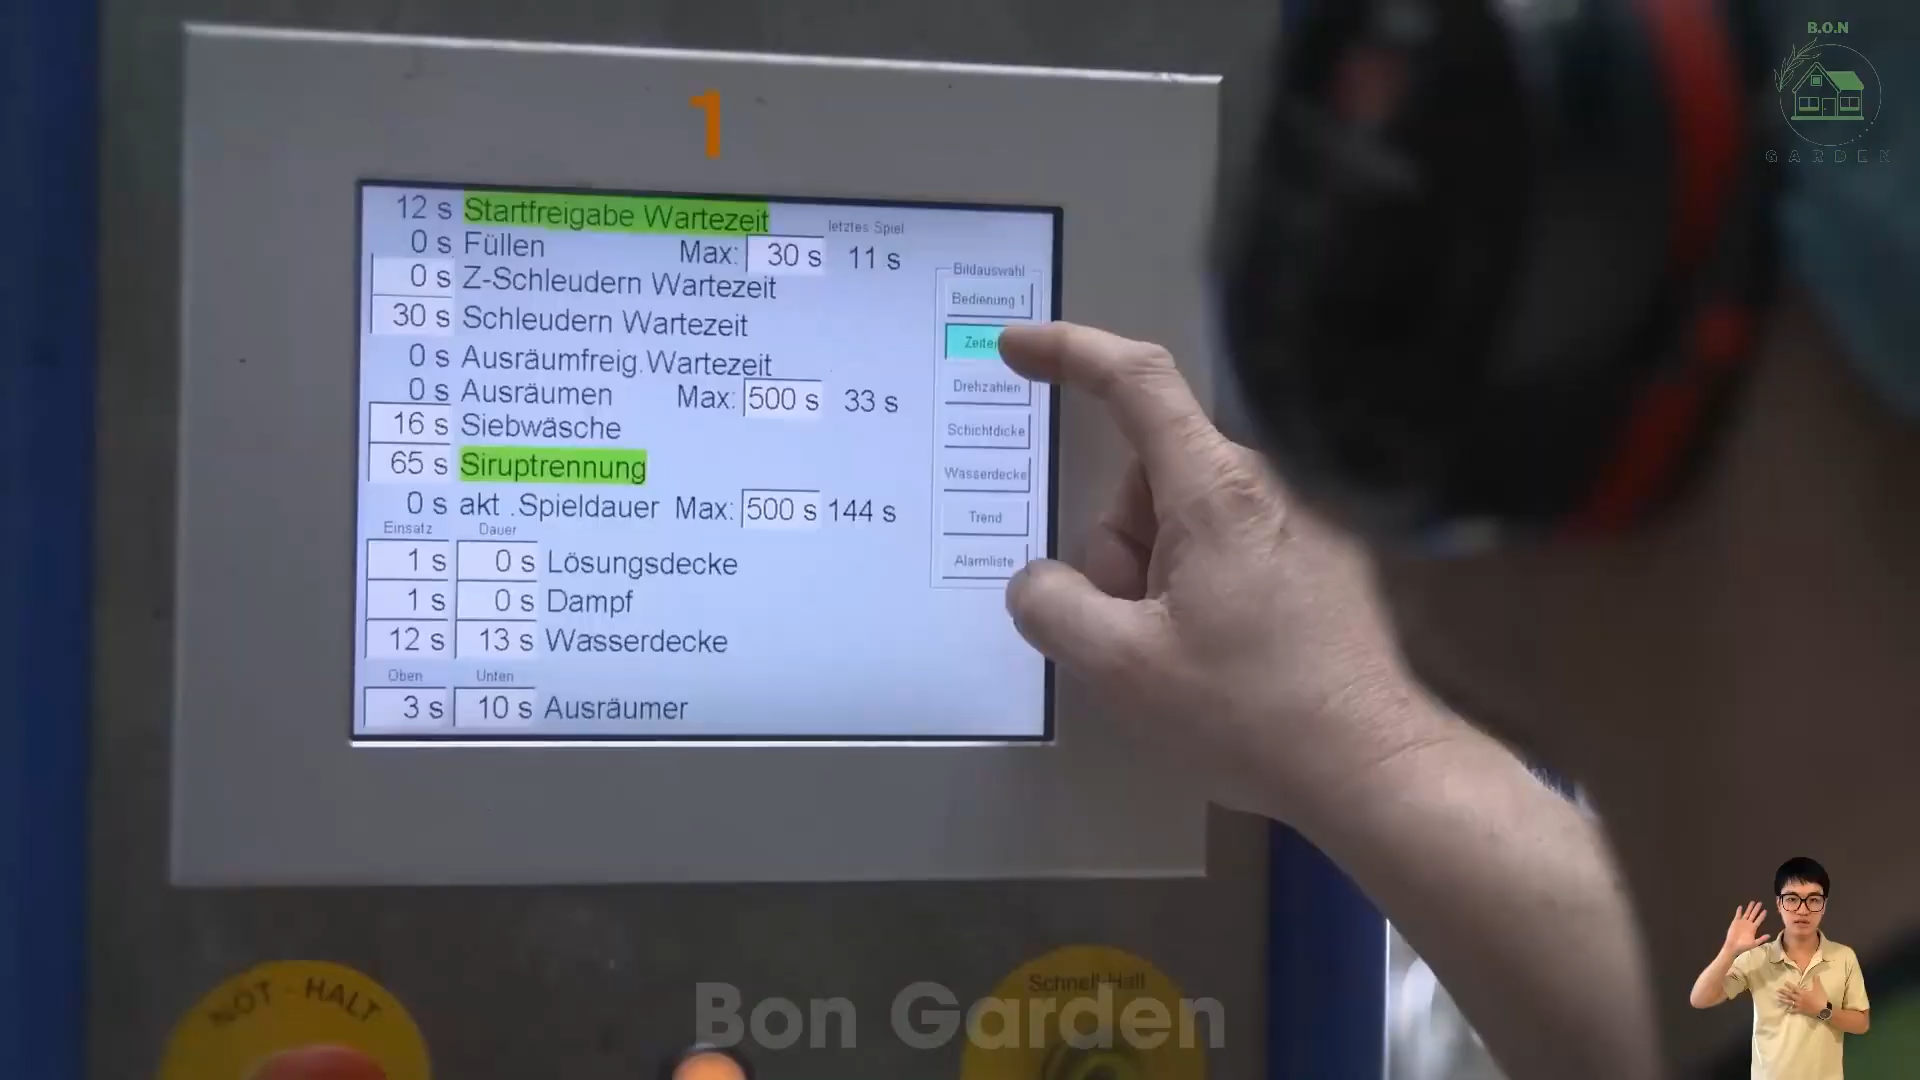 B.O.N
GARDEN
1
12 s Startfreigabe Wartezeit letztes Spiel
0 s Füllen Max: 30 s 11 s
0 s Z-Schleudern Wartezeit
30 s Schleudern Wartezeit
0 s Ausräumfreig.Wartezeit
0 s Ausräumen Max: 500 s 33 s
16 s Siebwäsche
65 s Siruptrennung
0 s akt .Spieldauer Max: 500 s 144 s
Einsatz Dauer
1 s 0 s Lösungsdecke
1 s 0 s Dampf
12 s 13 s Wasserdecke
Oben Unten
3 s 10 s Ausräumer
Bildauswahl
Bedienung 1
Zeiten
Drehzahlen
Schichtdicke
Wasserdecke
Trend
Alarmliste
NOT-HALT
Schnell-Halt
Bon Garden